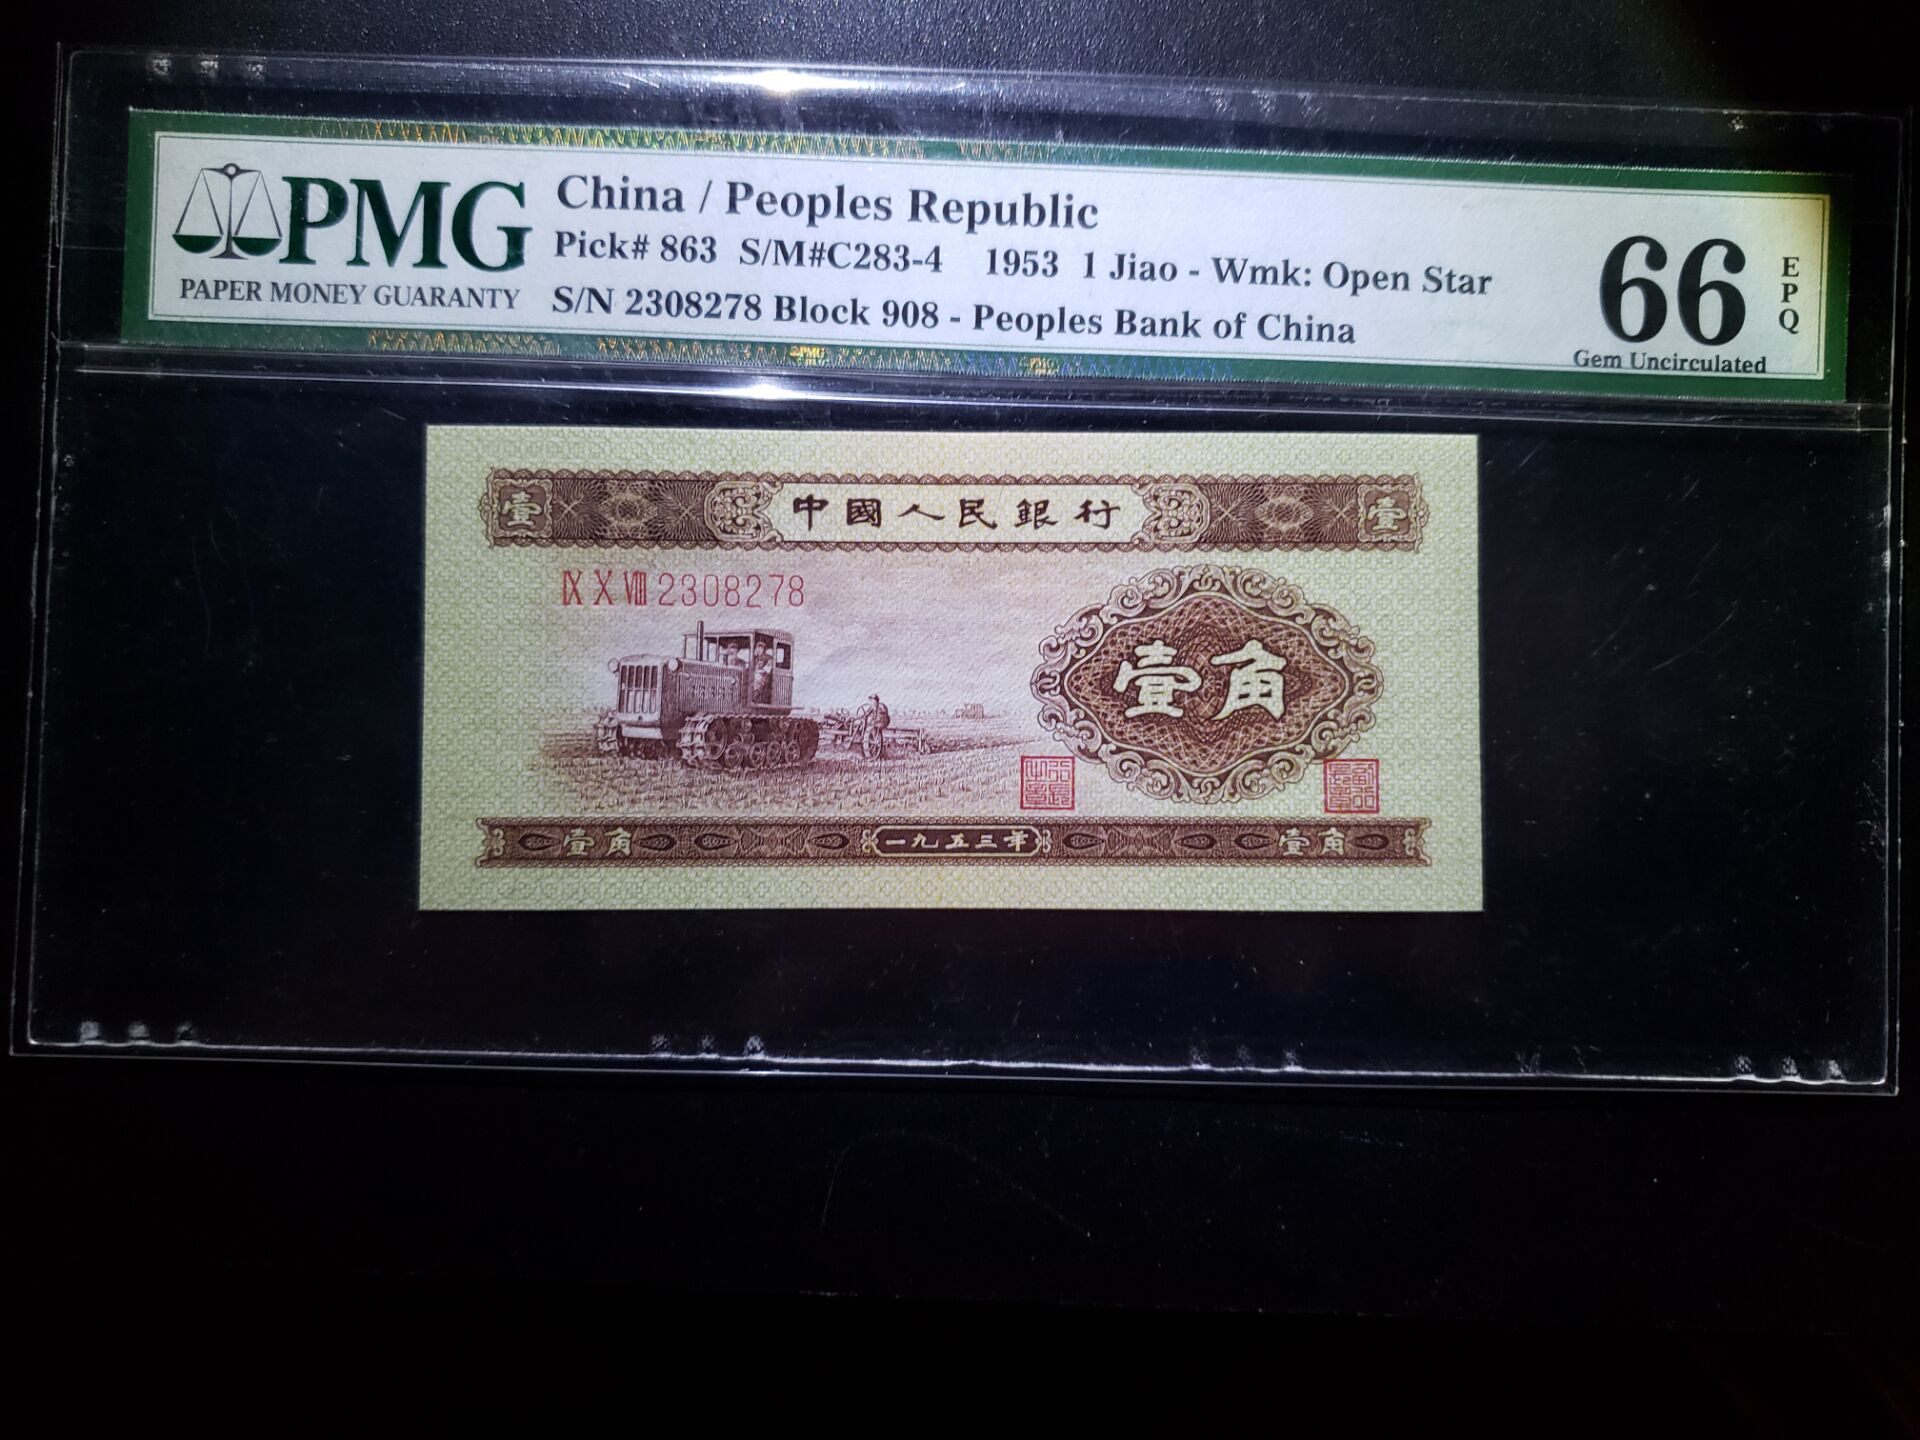 PMG
PAPER MONEY GUARANTY
China / Peoples Republic
Pick# 863 S/M#C283-4 1953 1 Jiao - Wmk: Open Star
S/N 2308278 Block 908 - Peoples Bank of China
66
EPQ
Gem Uncirculated
壹 中國人民銀行 壹
IX X VIII 2308278
壹角
壹角 一九五三年 壹角